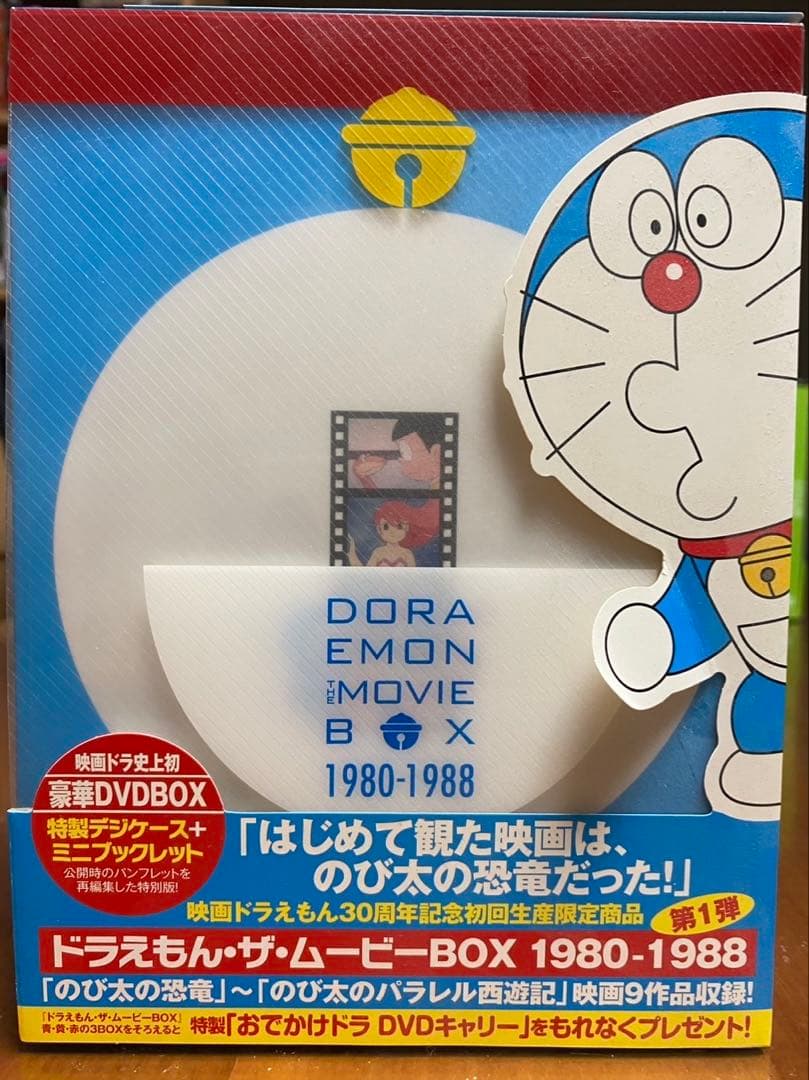 DORA
EMON
THE MOVIE
BOX
1980-1988
映画ドラ史上初
豪華DVDBOX
特製デジケース+
ミニブックレット
公開時のパンフレットを
再編集した特別版!
「はじめて観た映画は、
のび太の恐竜だった!」
映画ドラえもん30周年記念初回生産限定商品
第1弾
ドラえもん・ザ・ムービーBOX 1980-1988
「のび太の恐竜」~「のび太のパラレル西遊記」映画9作品収録!
『ドラえもん・ザ・ムービーBOX』
青・黄・赤の3BOXをそろえると
特製「おでかけドラ DVDキャリー」をもれなくプレゼント!